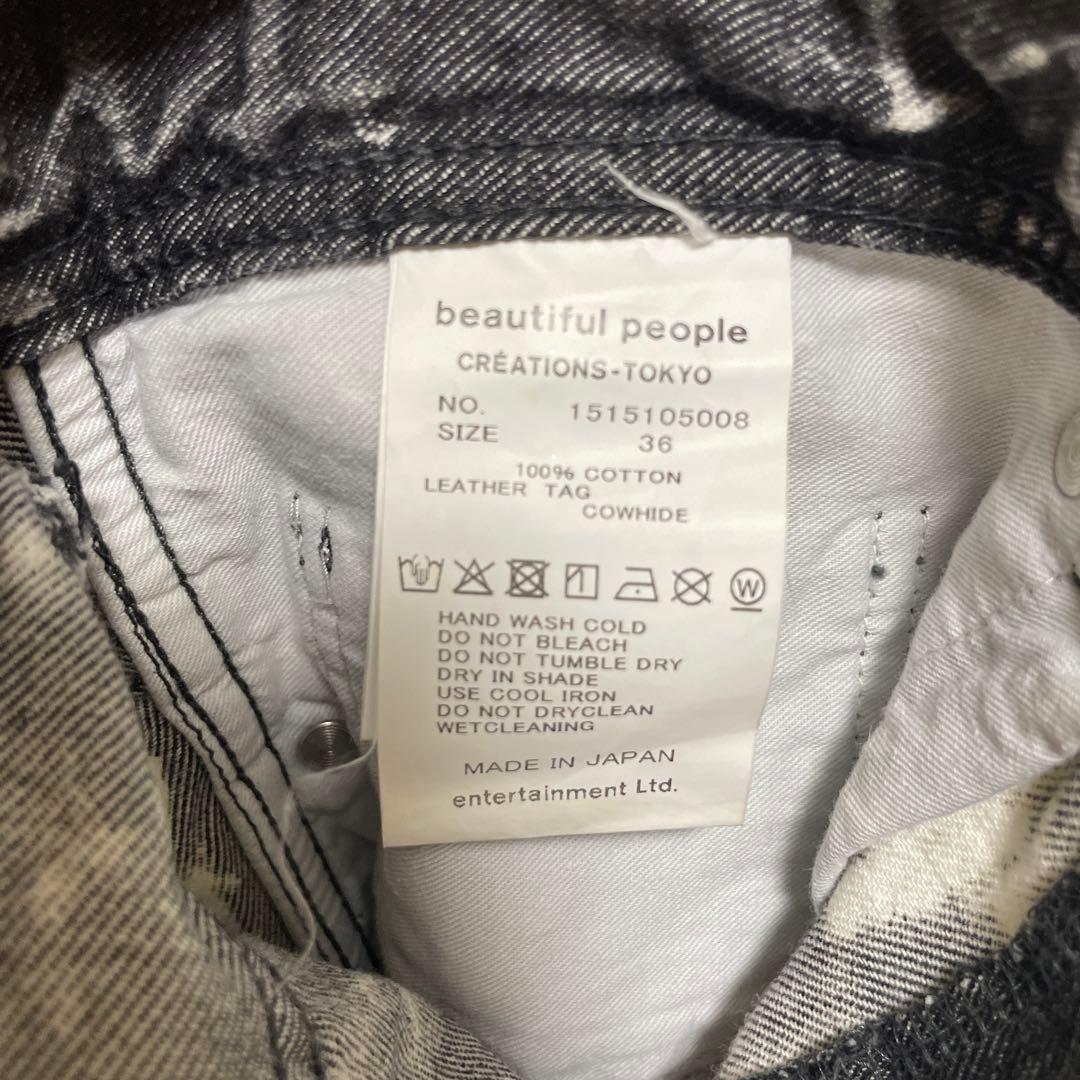 beautiful people
CRÉATIONS-TOKYO
NO. 1515105008
SIZE 36
100% COTTON
LEATHER TAG
COWHIDE
W
HAND WASH COLD
DO NOT BLEACH
DO NOT TUMBLE DRY
DRY IN SHADE
USE COOL IRON
DO NOT DRYCLEAN
WETCLEANING
MADE IN JAPAN
entertainment Ltd.